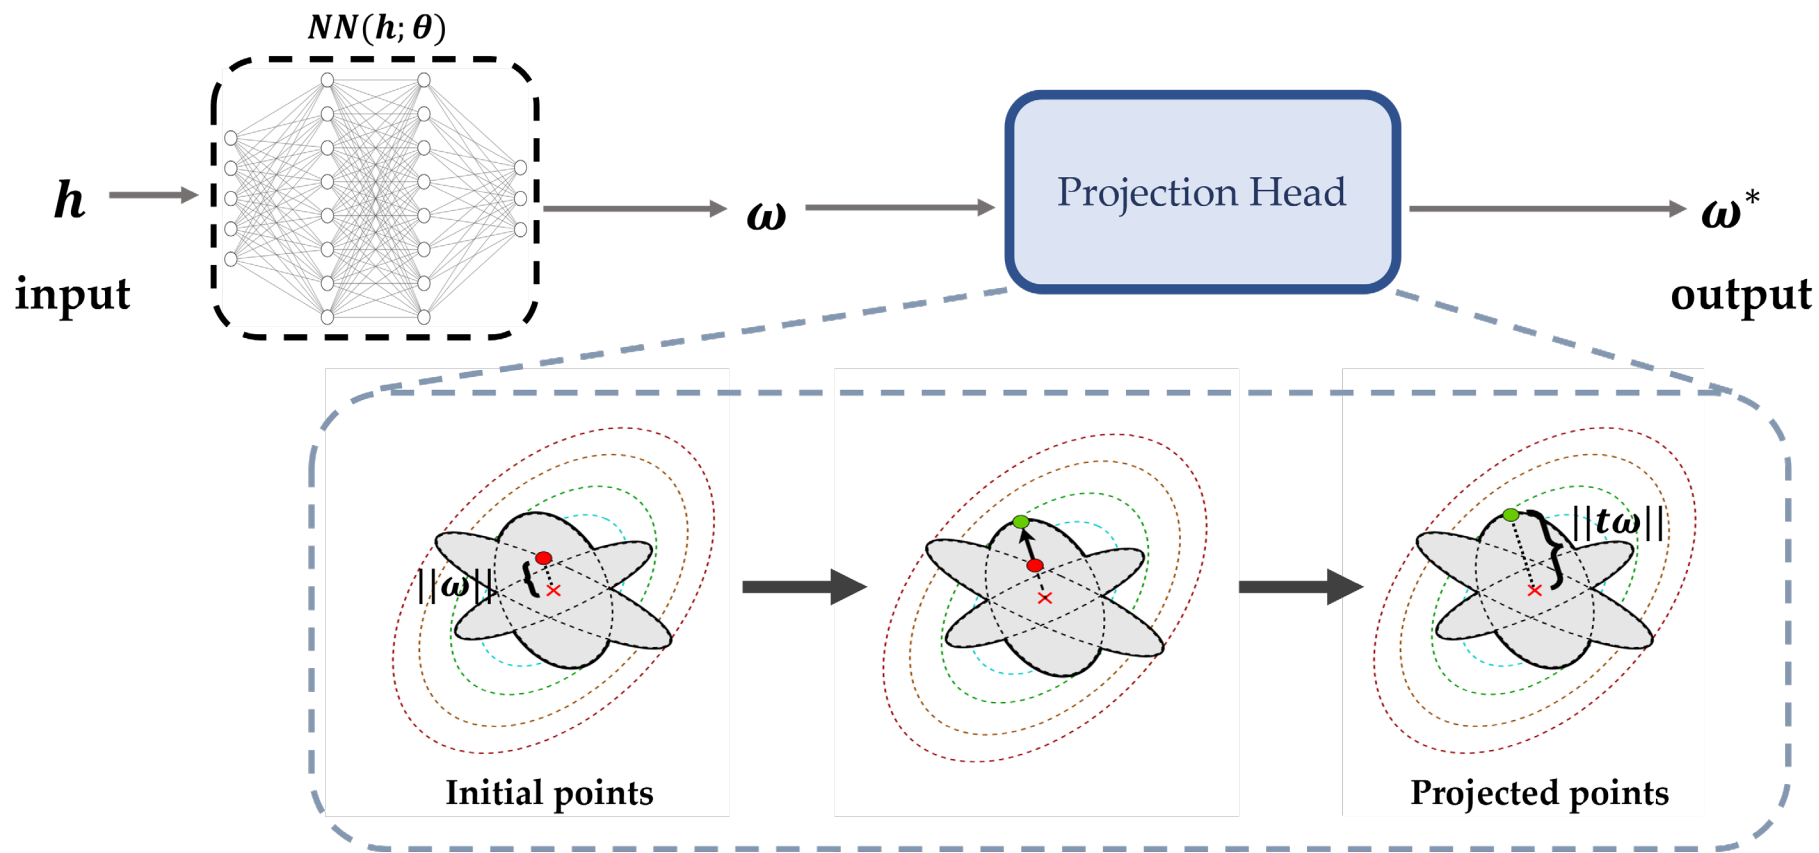 NN(h; θ)
h
input
ω
Projection Head
ω*
output
||ω||
||tω||
Initial points
Projected points